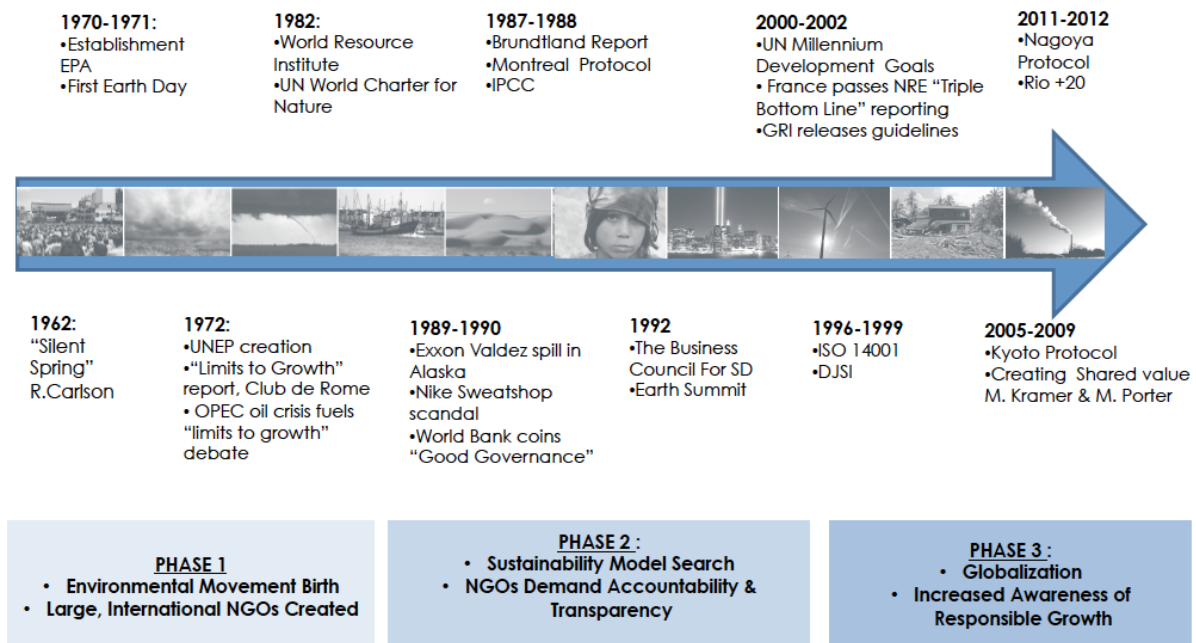 1970-1971:
•Establishment
EPA
•First Earth Day
1982:
•World Resource
Institute
•UN World Charter for
Nature
1987-1988
•Brundtland Report
•Montreal Protocol
•IPCC
2000-2002
•UN Millennium
Development Goals
• France passes NRE “Triple
Bottom Line” reporting
•GRI releases guidelines
2011-2012
•Nagoya
Protocol
•Rio +20
1962:
“Silent
Spring”
R.Carlson
1972:
•UNEP creation
•“Limits to Growth”
report, Club de Rome
• OPEC oil crisis fuels
“limits to growth”
debate
1989-1990
•Exxon Valdez spill in
Alaska
•Nike Sweatshop
scandal
•World Bank coins
“Good Governance”
1992
•The Business
Council For SD
•Earth Summit
1996-1999
•ISO 14001
•DJSI
2005-2009
•Kyoto Protocol
•Creating Shared value
M. Kramer & M. Porter
PHASE 1
• Environmental Movement Birth
• Large, International NGOs Created
PHASE 2 :
• Sustainability Model Search
• NGOs Demand Accountability &
Transparency
PHASE 3 :
• Globalization
• Increased Awareness of
Responsible Growth